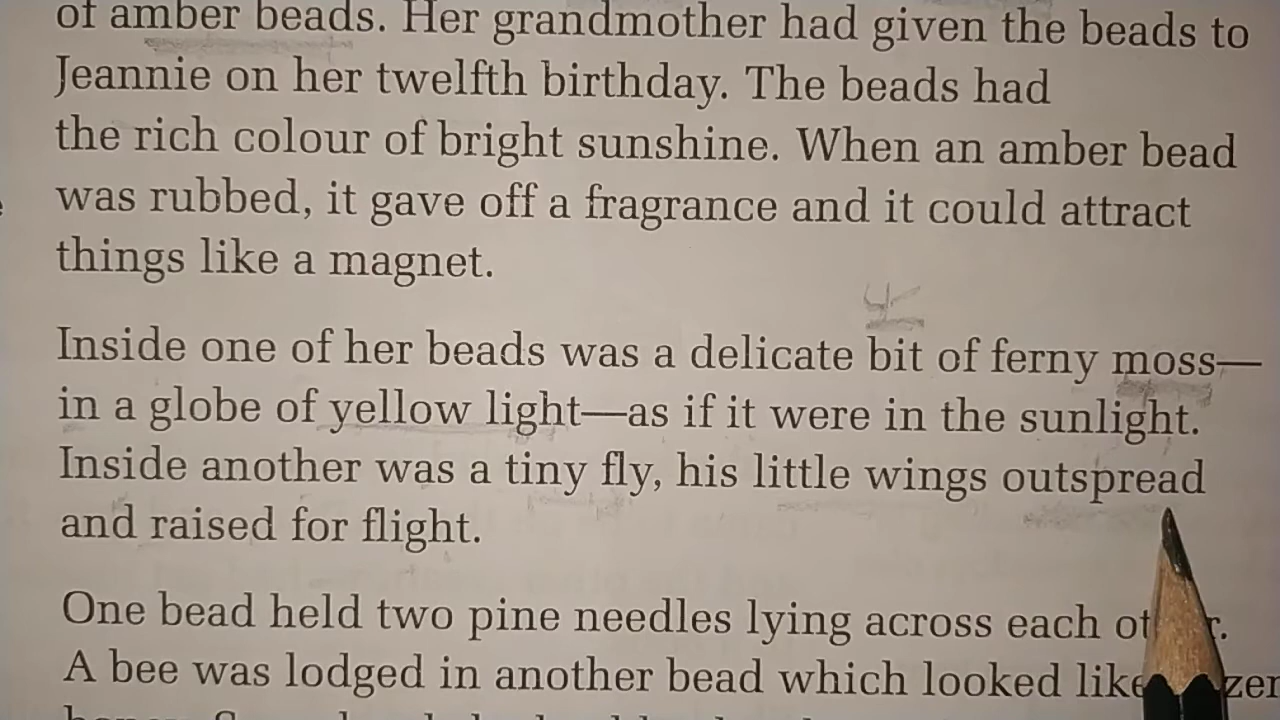 of amber beads. Her grandmother had given the beads to
Jeannie on her twelfth birthday. The beads had
the rich colour of bright sunshine. When an amber bead
was rubbed, it gave off a fragrance and it could attract
things like a magnet.
Inside one of her beads was a delicate bit of ferny moss—
in a globe of yellow light—as if it were in the sunlight.
Inside another was a tiny fly, his little wings outspread
and raised for flight.
One bead held two pine needles lying across each
A bee was lodged in another bead which looked like